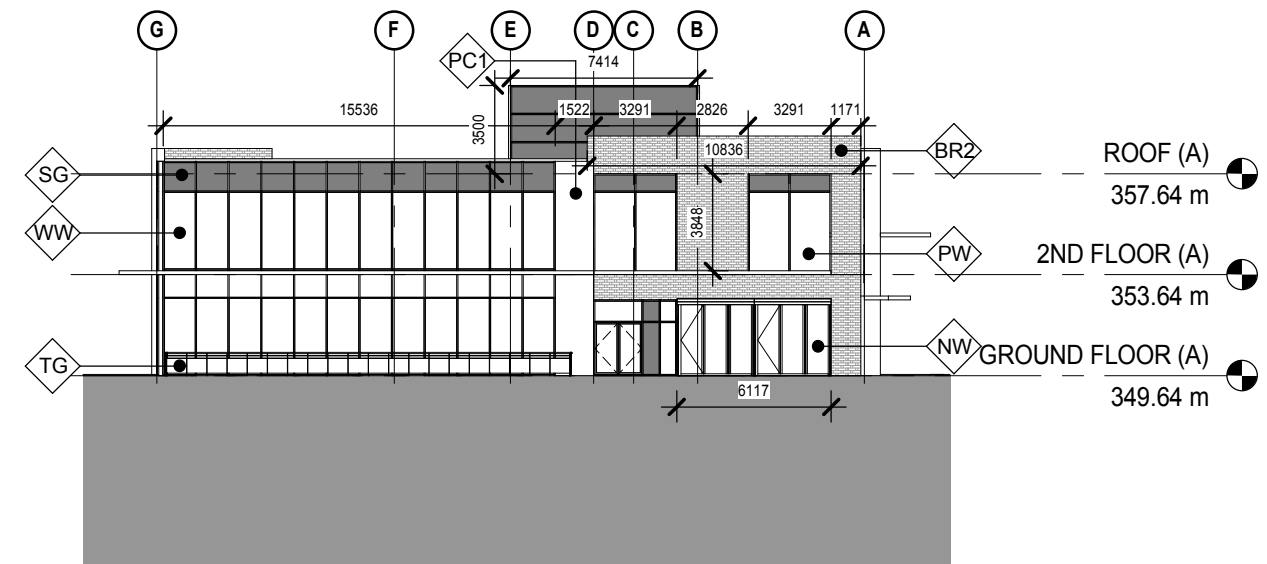 G
F
E
D
C
B
A
PC1
7414
15536
1522
3291
2826
3291
1171
3500
10836
BR2
ROOF (A)
357.64 m
SG
WW
3848
PW
2ND FLOOR (A)
353.64 m
TG
NW
GROUND FLOOR (A)
349.64 m
6117